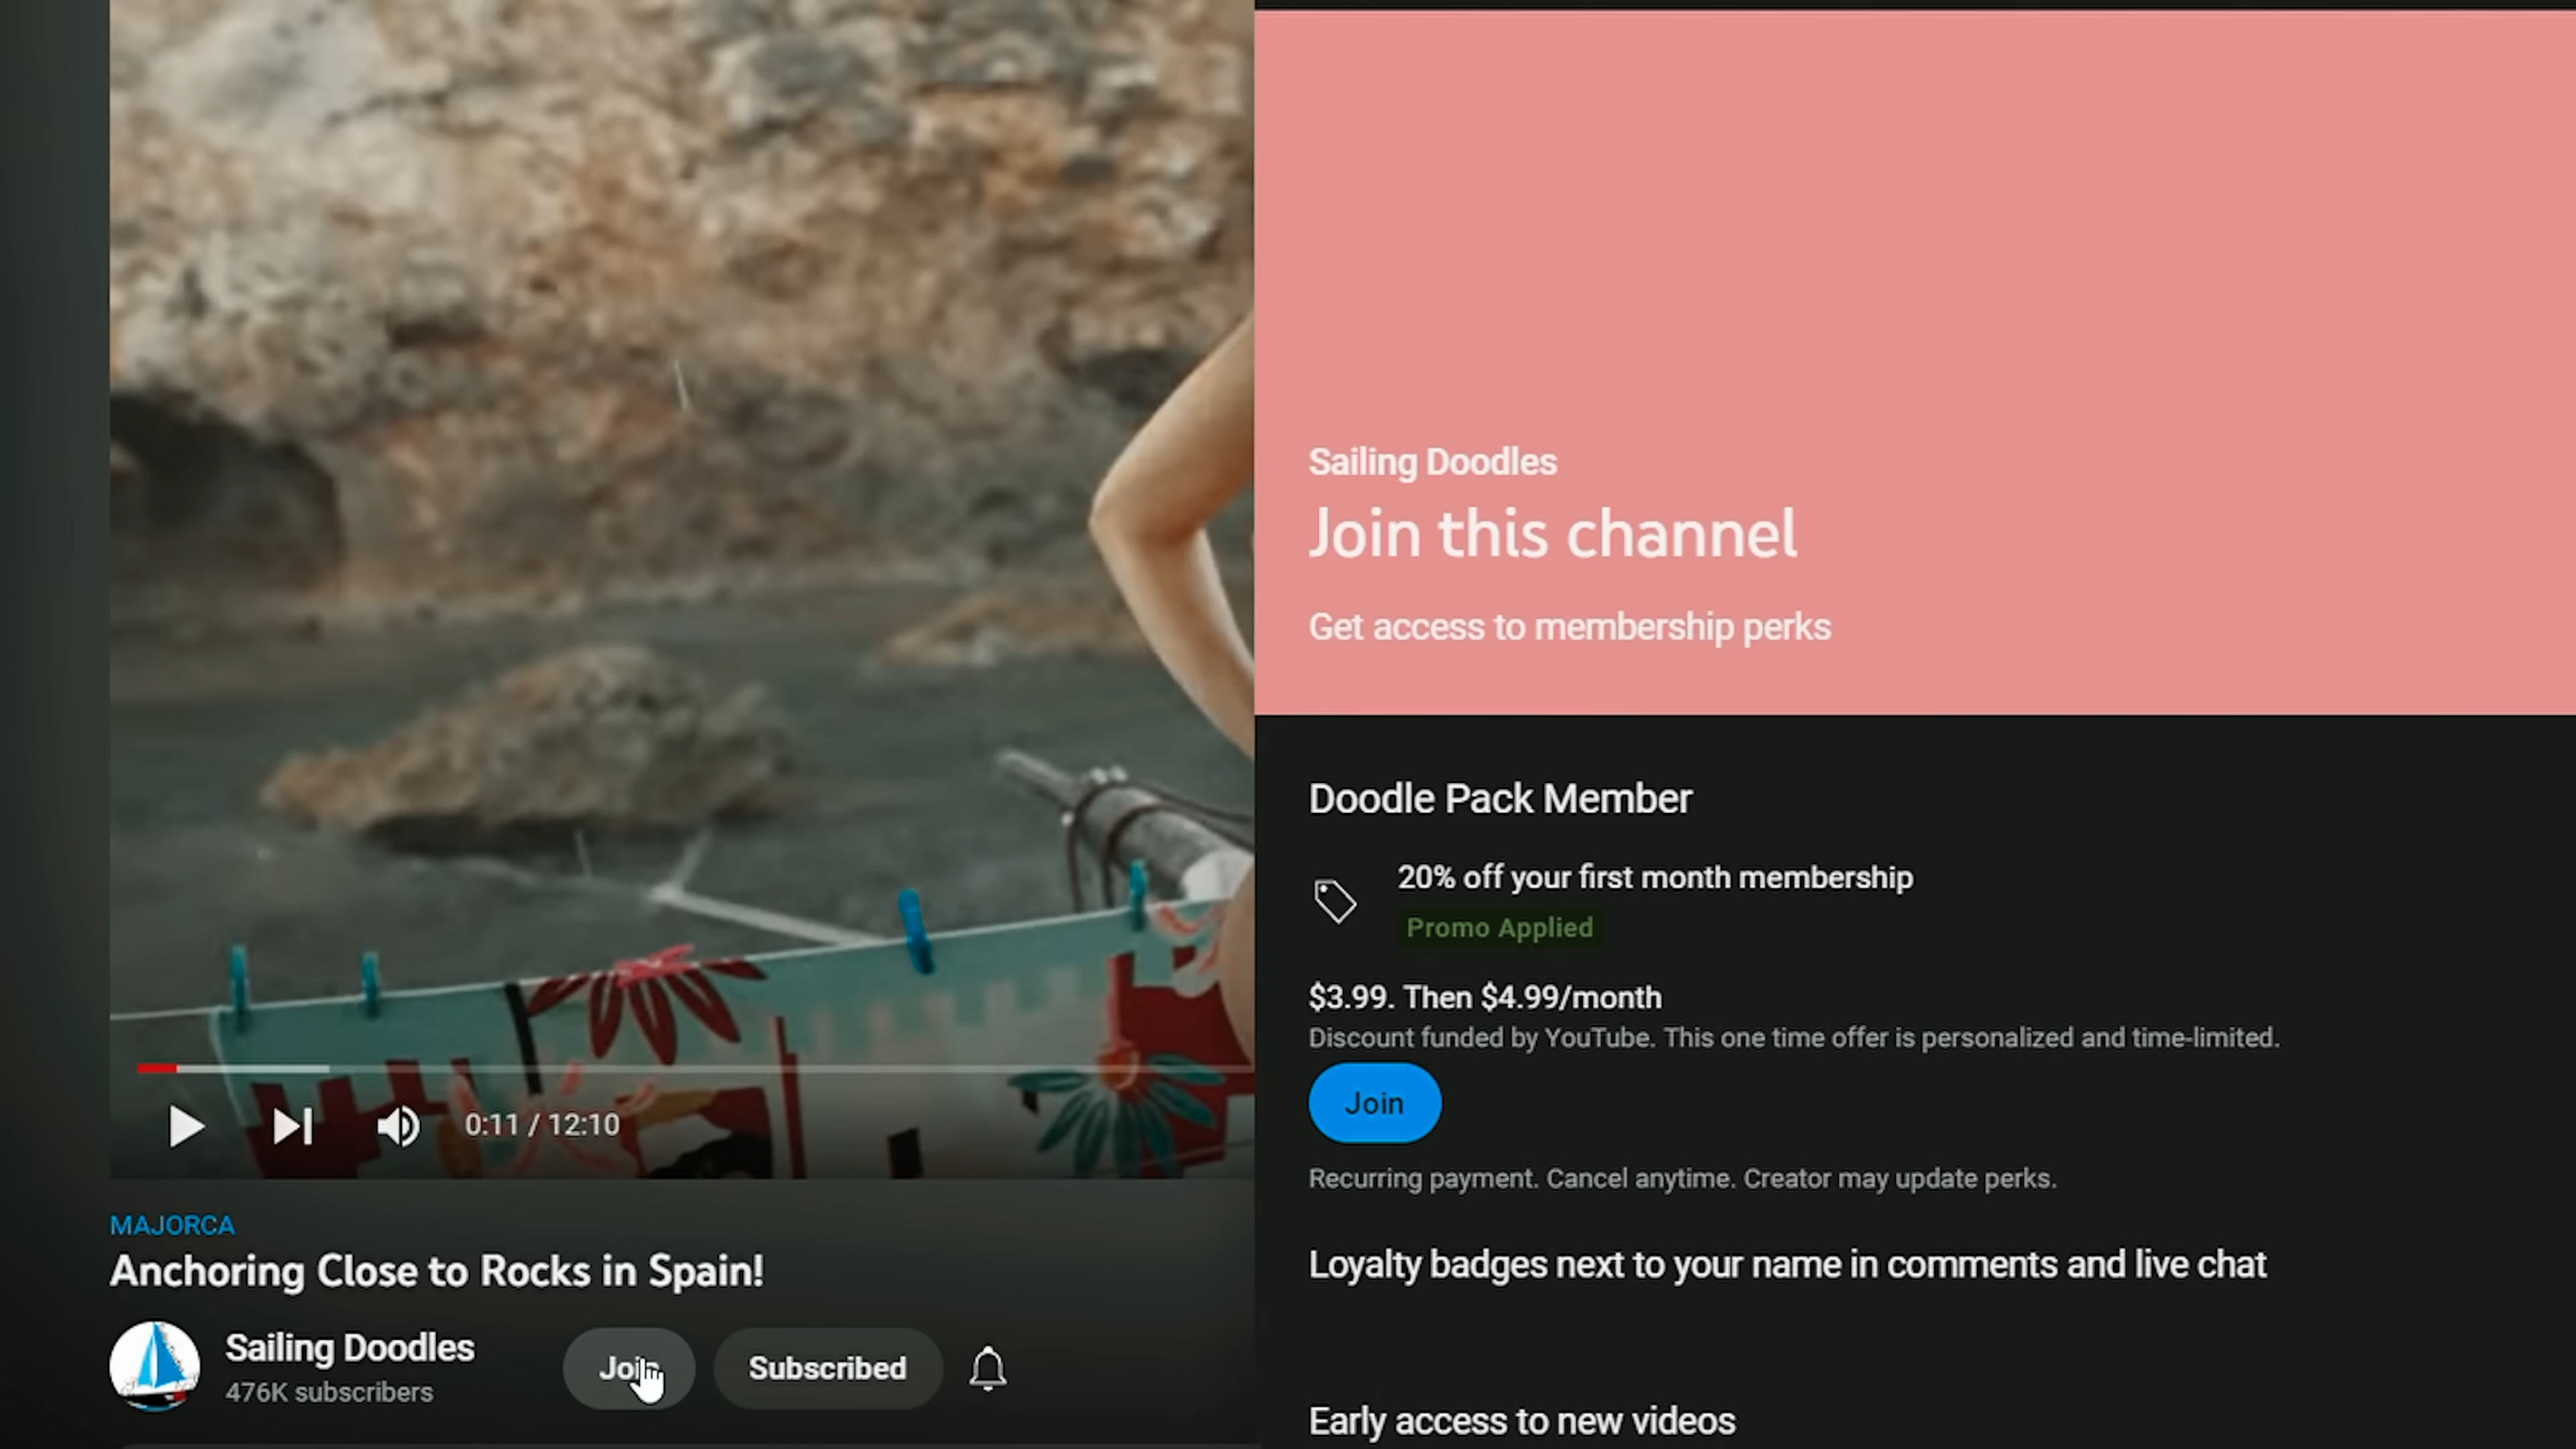 0:11 / 12:10
MAJORCA
Anchoring Close to Rocks in Spain!
Sailing Doodles
476K subscribers
Join
Subscribed
Sailing Doodles
Join this channel
Get access to membership perks
Doodle Pack Member
20% off your first month membership
Promo Applied
$3.99. Then $4.99/month
Discount funded by YouTube. This one time offer is personalized and time-limited.
Join
Recurring payment. Cancel anytime. Creator may update perks.
Loyalty badges next to your name in comments and live chat
Early access to new videos